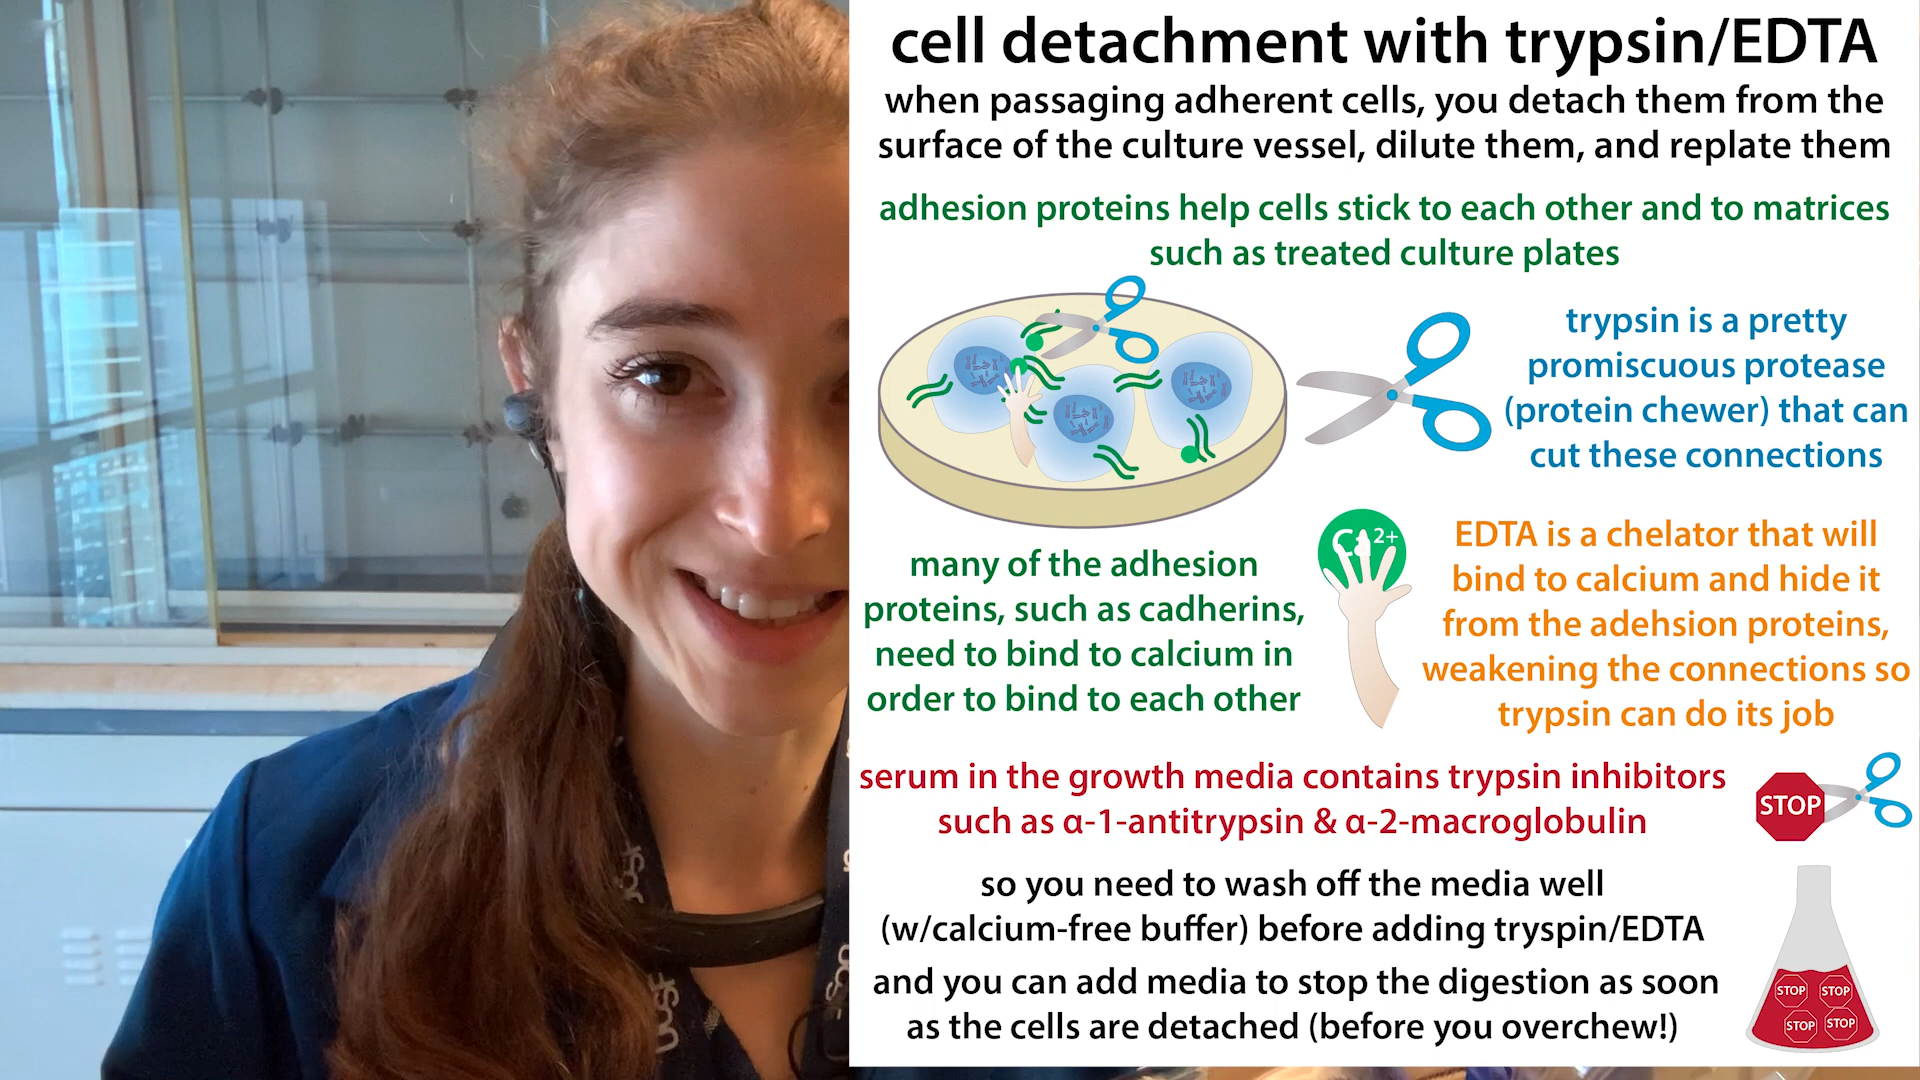 cell detachment with trypsin/EDTA
when passaging adherent cells, you detach them from the
surface of the culture vessel, dilute them, and replate them
adhesion proteins help cells stick to each other and to matrices
such as treated culture plates
trypsin is a pretty
promiscuous protease
(protein chewer) that can
cut these connections
many of the adhesion
proteins, such as cadherins,
need to bind to calcium in
order to bind to each other
Ca 2+
EDTA is a chelator that will
bind to calcium and hide it
from the adehsion proteins,
weakening the connections so
trypsin can do its job
serum in the growth media contains trypsin inhibitors
such as α-1-antitrypsin & α-2-macroglobulin
STOP
so you need to wash off the media well
(w/calcium-free buffer) before adding tryspin/EDTA
and you can add media to stop the digestion as soon
as the cells are detached (before you overchew!)
STOP STOP
STOP STOP
UCSF